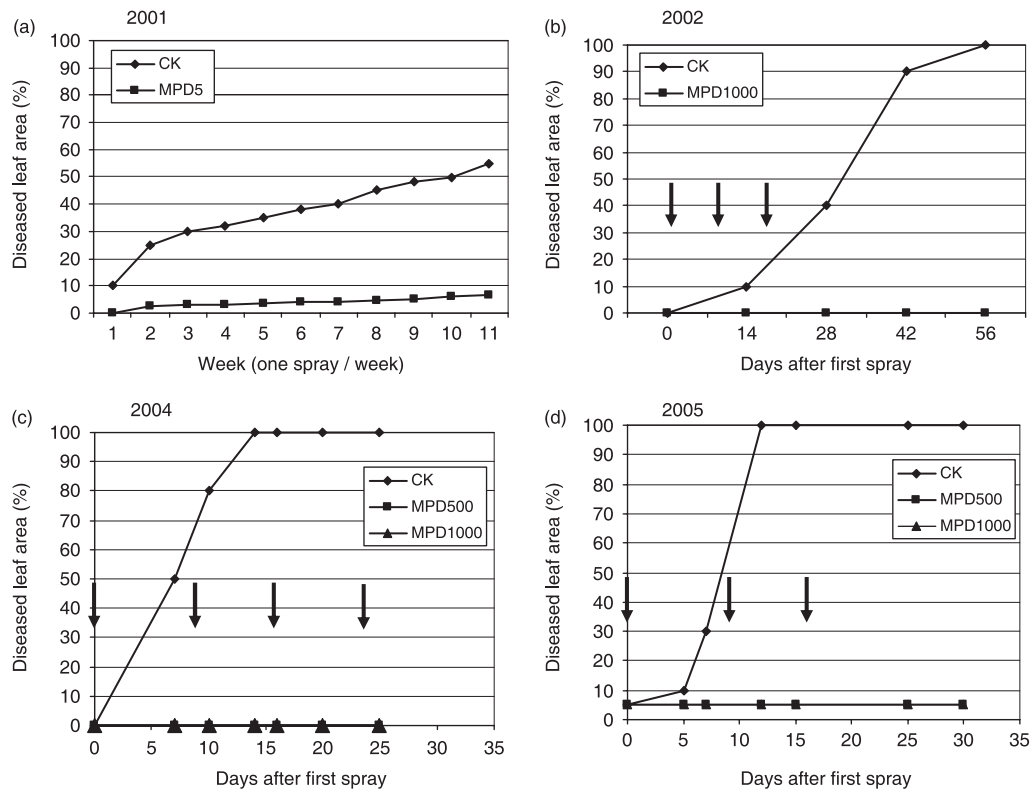 (a) 2001
100
90
80
70
60
50
40
30
20
10
0
Diseased leaf area (%)
CK
MPD5
1 2 3 4 5 6 7 8 9 10 11
Week (one spray / week)
(b) 2002
100
90
80
70
60
50
40
30
20
10
0
Diseased leaf area (%)
CK
MPD1000
0 14 28 42 56
Days after first spray
(c) 2004
100
90
80
70
60
50
40
30
20
10
0
Diseased leaf area (%)
CK
MPD500
MPD1000
0 5 10 15 20 25 30 35
Days after first spray
(d) 2005
100
90
80
70
60
50
40
30
20
10
0
Diseased leaf area (%)
CK
MPD500
MPD1000
0 5 10 15 20 25 30 35
Days after first spray